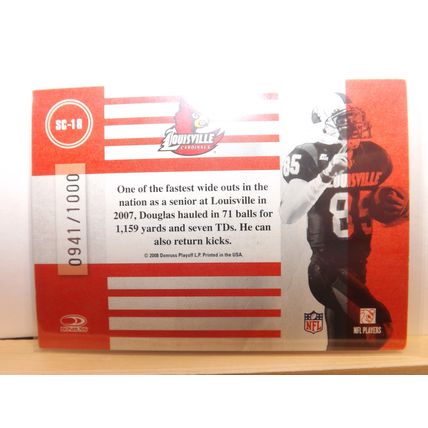 SC-18
LOUISVILLE
CARDINALS
0941/1000
One of the fastest wide outs in the
nation as a senior at Louisville in
2007, Douglas hauled in 71 balls for
1,159 yards and seven TDs. He can
also return kicks.
© 2008 Donruss Playoff L.P. Printed in the USA.
85
LOUISVILLE
85
DONRUSS
NFL
NFL PLAYERS